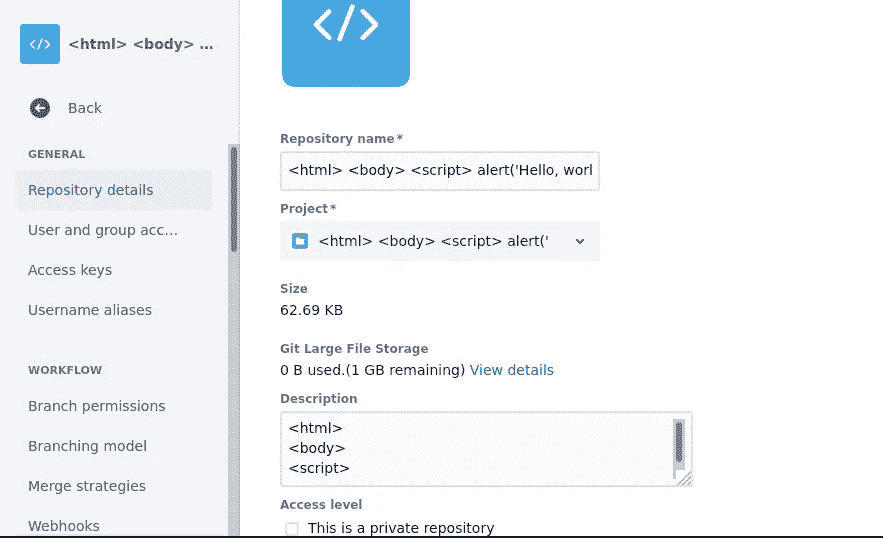 </>
<html> <body> ...
Back
GENERAL
Repository details
User and group acc...
Access keys
Username aliases
WORKFLOW
Branch permissions
Branching model
Merge strategies
Webhooks
</>
Repository name*
<html> <body> <script> alert('Hello, worl
Project*
<html> <body> <script> alert('
Size
62.69 KB
Git Large File Storage
0 B used.(1 GB remaining) View details
Description
<html>
<body>
<script>
Access level
This is a private repository